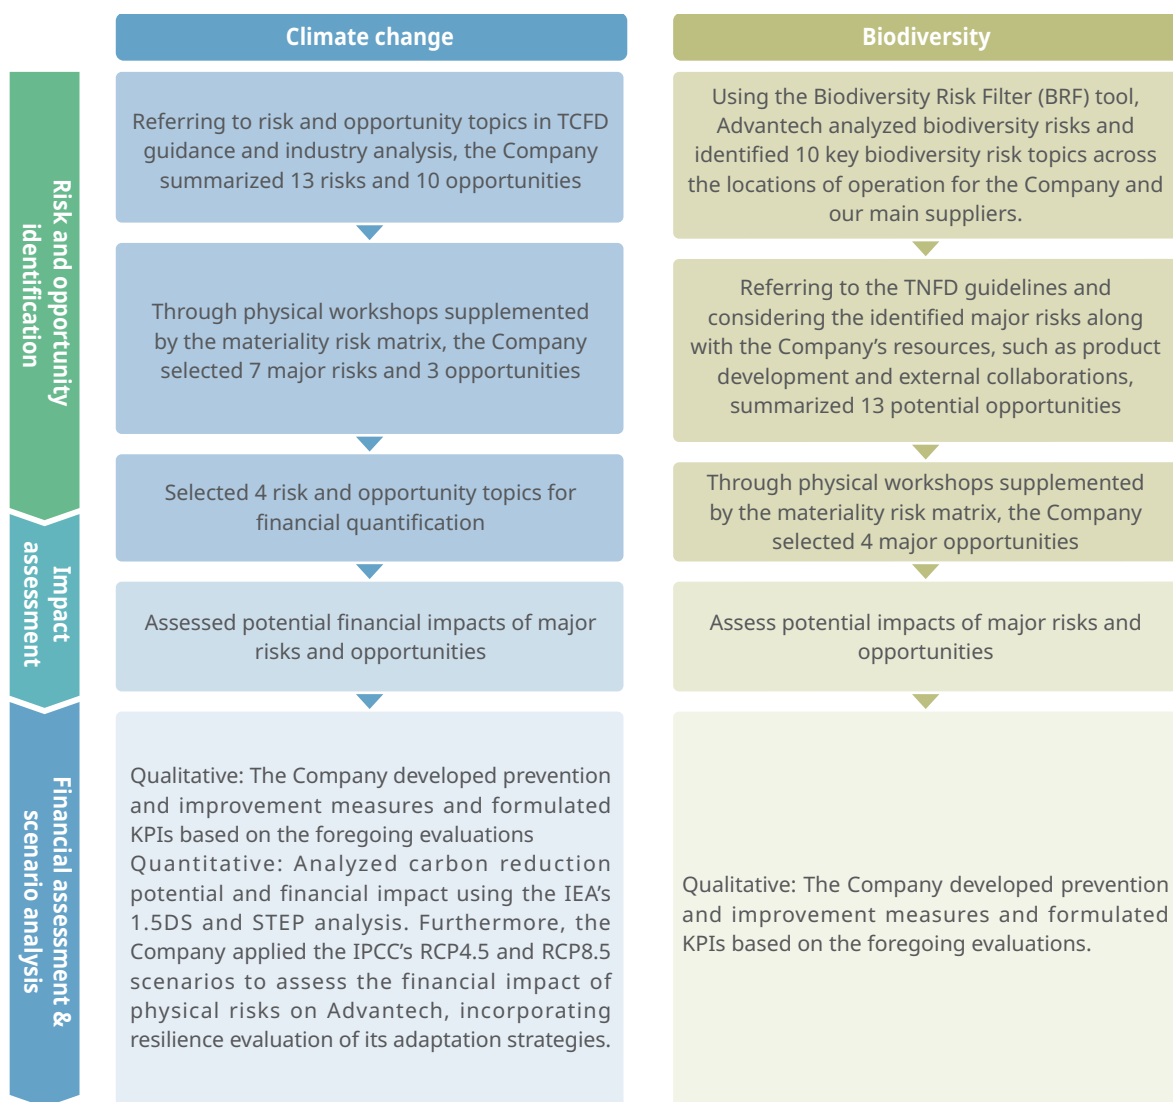 Climate change
Biodiversity
Risk and opportunity
identification
Referring to risk and opportunity topics in TCFD
guidance and industry analysis, the Company
summarized 13 risks and 10 opportunities
Through physical workshops supplemented
by the materiality risk matrix, the Company
selected 7 major risks and 3 opportunities
Selected 4 risk and opportunity topics for
financial quantification
Using the Biodiversity Risk Filter (BRF) tool,
Advantech analyzed biodiversity risks and
identified 10 key biodiversity risk topics across
the locations of operation for the Company and
our main suppliers.
Referring to the TNFD guidelines and
considering the identified major risks along
with the Company’s resources, such as product
development and external collaborations,
summarized 13 potential opportunities
Through physical workshops supplemented
by the materiality risk matrix, the Company
selected 4 major opportunities
Impact
assessment
Assessed potential financial impacts of major
risks and opportunities
Assess potential impacts of major risks and
opportunities
Financial assessment &
scenario analysis
Qualitative: The Company developed prevention
and improvement measures and formulated
KPIs based on the foregoing evaluations
Quantitative: Analyzed carbon reduction
potential and financial impact using the IEA’s
1.5DS and STEP analysis. Furthermore, the
Company applied the IPCC’s RCP4.5 and RCP8.5
scenarios to assess the financial impact of
physical risks on Advantech, incorporating
resilience evaluation of its adaptation strategies.
Qualitative: The Company developed prevention
and improvement measures and formulated
KPIs based on the foregoing evaluations.